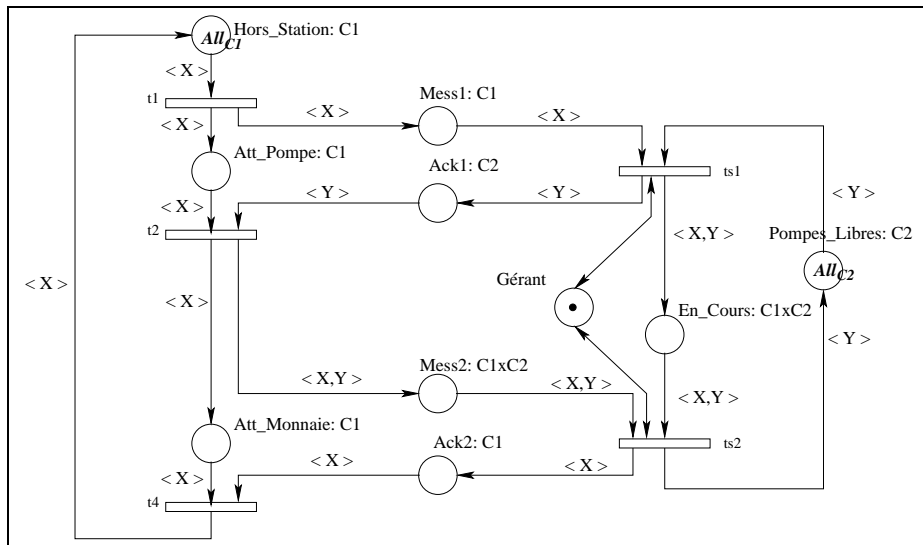 Hors_Station: C1
All C1
< X >
t1
< X >
< X >
Mess1: C1
< X >
Att_Pompe: C1
Ack1: C2
ts1
< X >
< Y >
< Y >
< Y >
t2
< X,Y >
Pompes_Libres: C2
< X >
< X >
Gérant
All C2
En_Cours: C1xC2
< Y >
Mess2: C1xC2
< X,Y >
< X,Y >
< X,Y >
Att_Monnaie: C1
Ack2: C1
ts2
< X >
< X >
< X >
t4